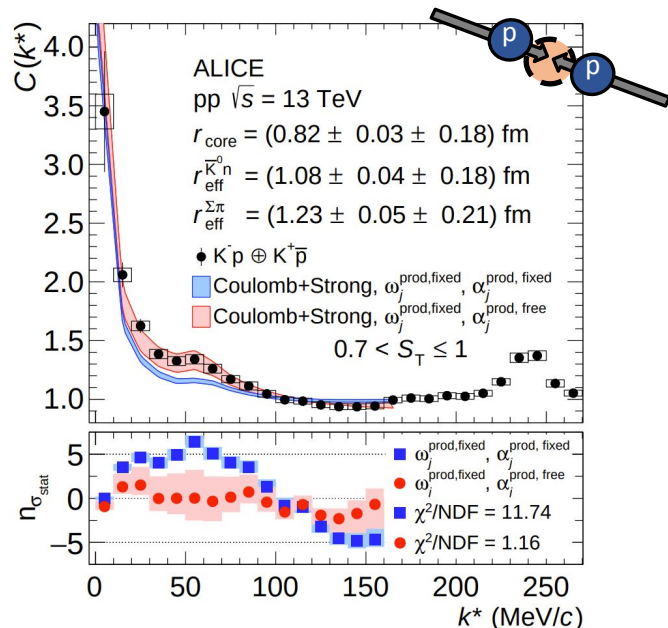 C(k*)
4.0
3.5
3.0
2.5
2.0
1.5
1.0
p
p
ALICE
pp √s = 13 TeV
r_core = (0.82 ± 0.03 ± 0.18) fm
r_eff^{K̄⁰n} = (1.08 ± 0.04 ± 0.18) fm
r_eff^{Σπ} = (1.23 ± 0.05 ± 0.21) fm
K⁻p ⊕ K⁺p̄
Coulomb+Strong, ω_j^{prod,fixed}, α_j^{prod, fixed}
Coulomb+Strong, ω_j^{prod,fixed}, α_j^{prod, free}
0.7 < S_T ≤ 1
n_{σ_stat}
5
0
−5
ω_j^{prod,fixed}, α_j^{prod, fixed}
ω_j^{prod,fixed}, α_j^{prod, free}
χ²/NDF = 11.74
χ²/NDF = 1.16
0 50 100 150 200 250
k* (MeV/c)